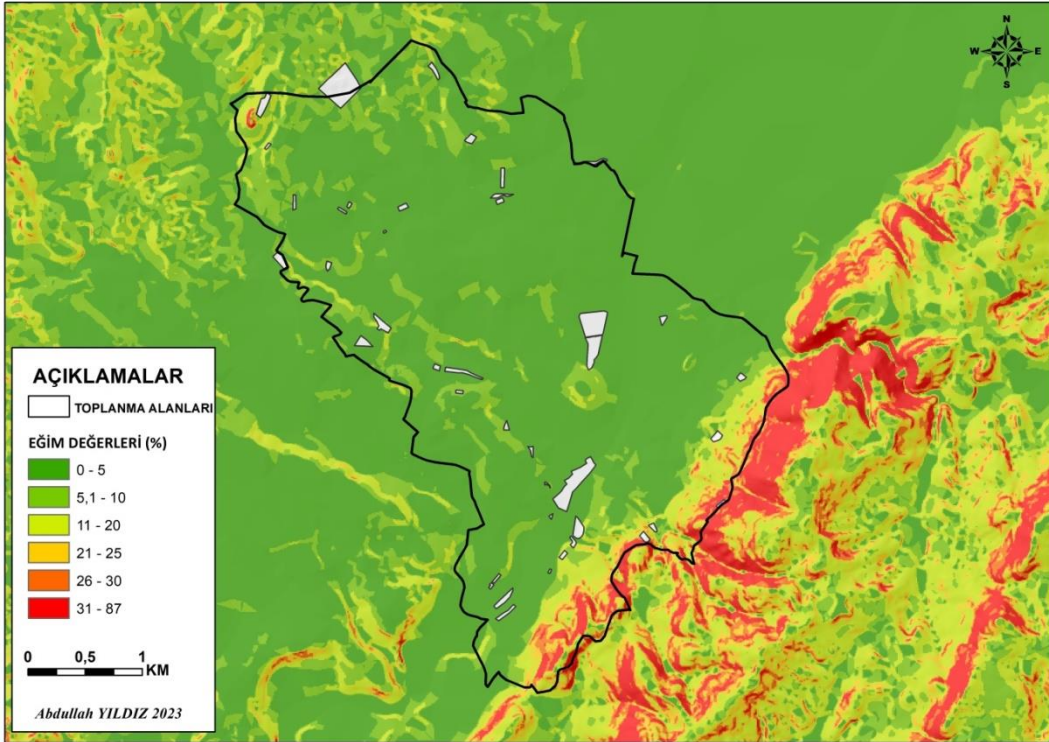 N
W E
S
AÇIKLAMALAR
TOPLANMA ALANLARI
EĞİM DEĞERLERİ (%)
0 - 5
5,1 - 10
11 - 20
21 - 25
26 - 30
31 - 87
0 0,5 1
KM
Abdullah YILDIZ 2023